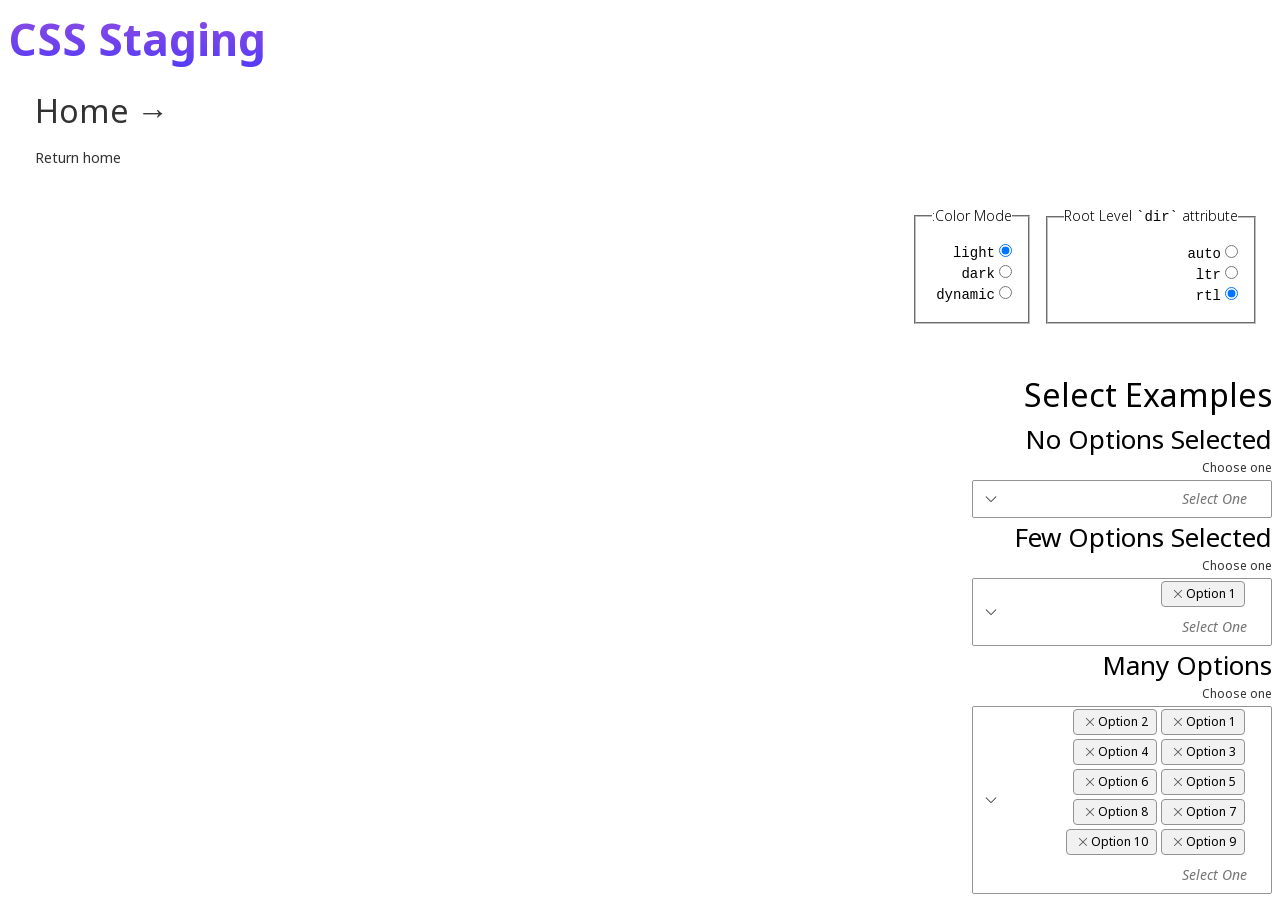 CSS Staging
Home →
Return home
Root Level `dir` attribute
auto
ltr
rtl
:Color Mode
light
dark
dynamic
Select Examples
No Options Selected
Choose one
Select One
Few Options Selected
Choose one
Option 1
Select One
Many Options
Choose one
Option 1 Option 2
Option 3 Option 4
Option 5 Option 6
Option 7 Option 8
Option 9 Option 10
Select One